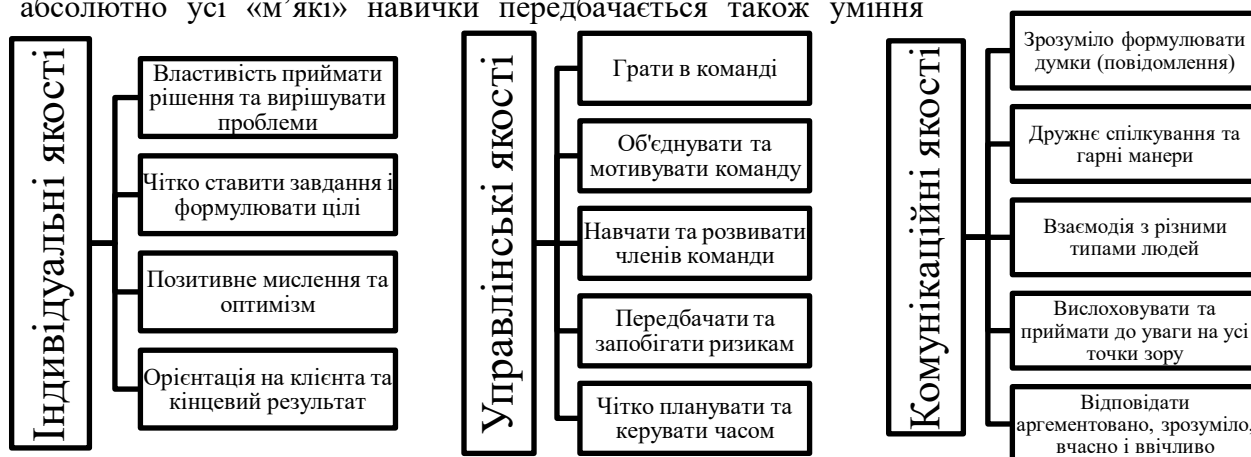 абсолютно усі «м’які» навички передбачається також уміння
Індивідуальні якості
Властивість приймати
рішення та вирішувати
проблеми
Чітко ставити завдання і
формулювати цілі
Позитивне мислення та
оптимізм
Орієнтація на клієнта та
кінцевий результат
Управлінські якості
Грати в команді
Об'єднувати та
мотивувати команду
Навчати та розвивати
членів команди
Передбачати та
запобігати ризикам
Чітко планувати та
керувати часом
Комунікаційні якості
Зрозуміло формулювати
думки (повідомлення)
Дружнє спілкування та
гарні манери
Взаємодія з різними
типами людей
Вислоховувати та
приймати до уваги на усі
точки зору
Відповідати
аргементовано, зрозуміло,
вчасно і ввічливо